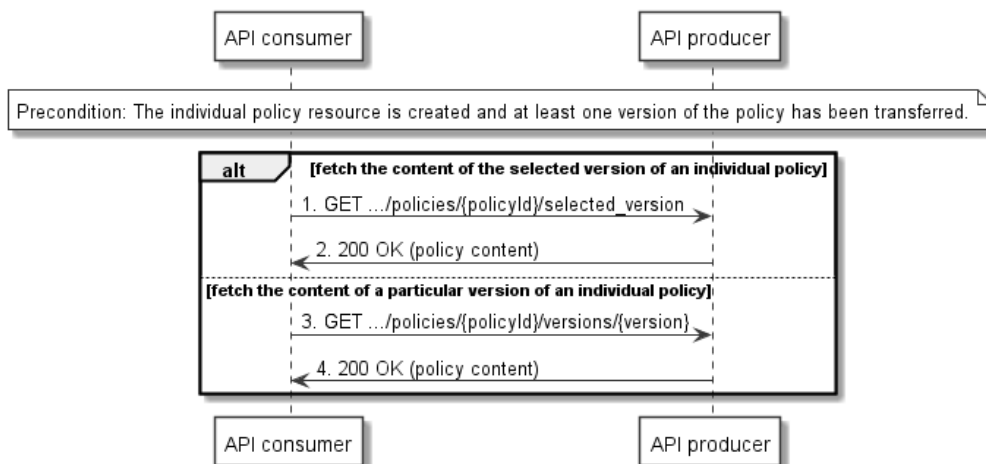 API consumer
API producer
Precondition: The individual policy resource is created and at least one version of the policy has been transferred.
alt
[fetch the content of the selected version of an individual policy]
1. GET .../policies/{policyId}/selected_version
2. 200 OK (policy content)
[fetch the content of a particular version of an individual policy]
3. GET .../policies/{policyId}/versions/{version}
4. 200 OK (policy content)
API consumer
API producer